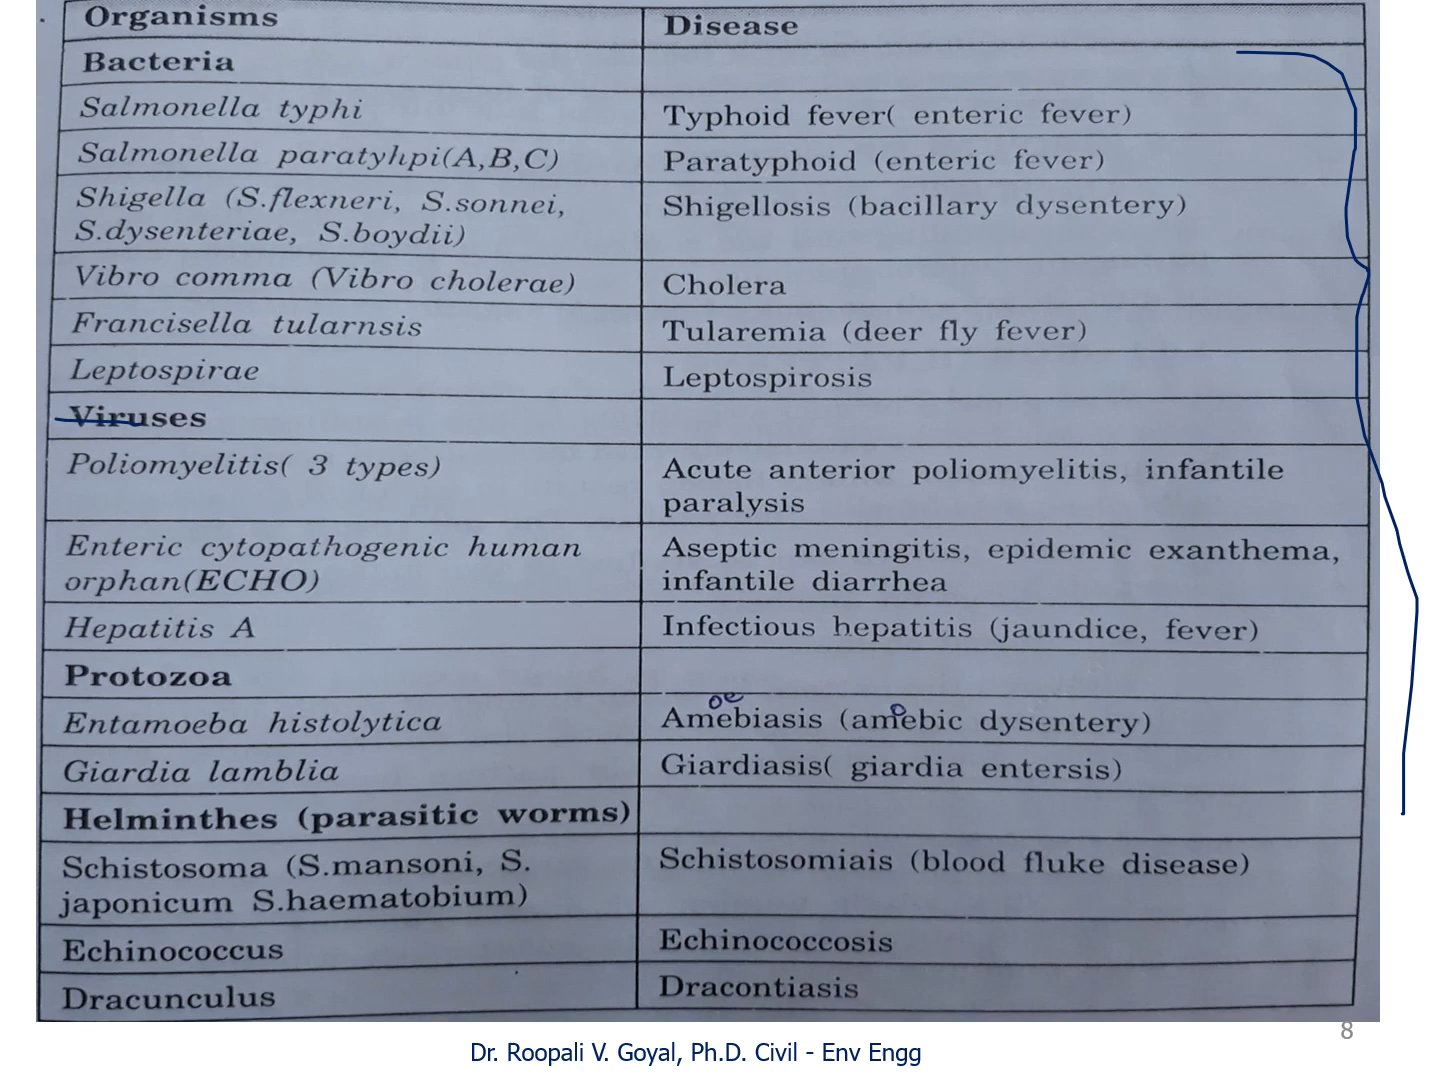 Organisms Disease
Bacteria
Salmonella typhi Typhoid fever( enteric fever)
Salmonella paratyhpi(A,B,C) Paratyphoid (enteric fever)
Shigella (S.flexneri, S.sonnei, Shigellosis (bacillary dysentery)
S.dysenteriae, S.boydii)
Vibro comma (Vibro cholerae) Cholera
Francisella tularnsis Tularemia (deer fly fever)
Leptospirae Leptospirosis
Viruses
Poliomyelitis( 3 types) Acute anterior poliomyelitis, infantile
paralysis
Enteric cytopathogenic human Aseptic meningitis, epidemic exanthema,
orphan(ECHO) infantile diarrhea
Hepatitis A Infectious hepatitis (jaundice, fever)
Protozoa
oe o
Entamoeba histolytica Amebiasis (amebic dysentery)
Giardia lamblia Giardiasis( giardia entersis)
Helminthes (parasitic worms)
Schistosoma (S.mansoni, S. Schistosomiais (blood fluke disease)
japonicum S.haematobium)
Echinococcus Echinococcosis
Dracunculus Dracontiasis
8
Dr. Roopali V. Goyal, Ph.D. Civil - Env Engg